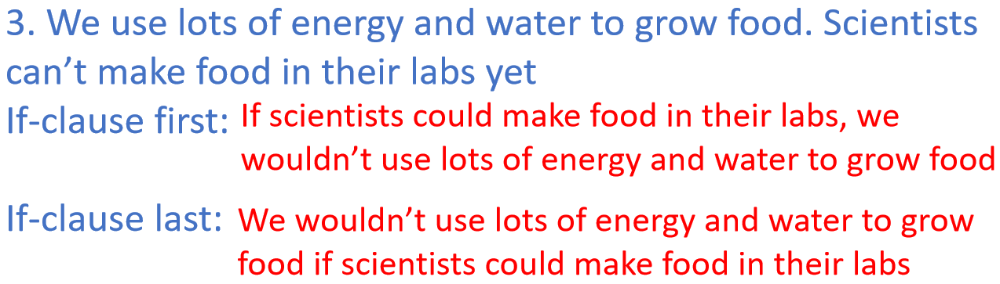 3. We use lots of energy and water to grow food. Scientists
can’t make food in their labs yet
If-clause first: If scientists could make food in their labs, we
wouldn’t use lots of energy and water to grow food
If-clause last: We wouldn’t use lots of energy and water to grow
food if scientists could make food in their labs